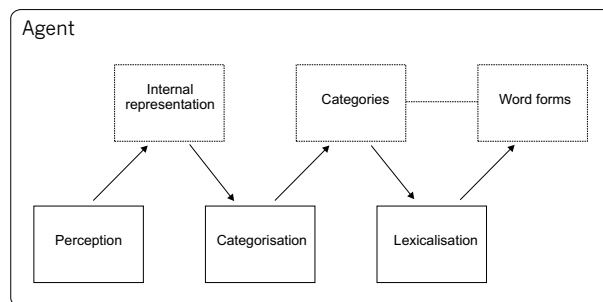 Agent
Internal
representation
Categories
Word forms
Perception
Categorisation
Lexicalisation